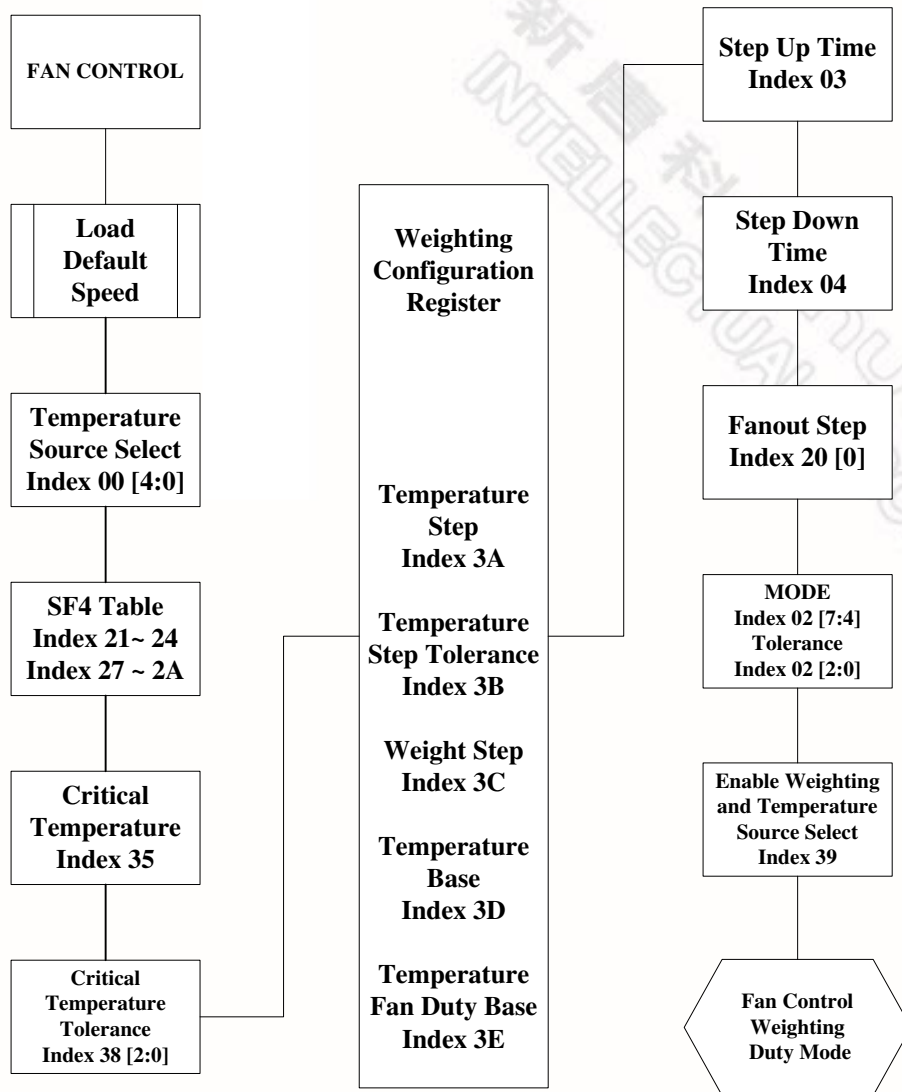 FAN CONTROL
Load
Default
Speed
Temperature
Source Select
Index 00 [4:0]
SF4 Table
Index 21~ 24
Index 27 ~ 2A
Critical
Temperature
Index 35
Critical
Temperature
Tolerance
Index 38 [2:0]
Weighting
Configuration
Register
Temperature
Step
Index 3A
Temperature
Step Tolerance
Index 3B
Weight Step
Index 3C
Temperature
Base
Index 3D
Temperature
Fan Duty Base
Index 3E
Step Up Time
Index 03
Step Down
Time
Index 04
Fanout Step
Index 20 [0]
MODE
Index 02 [7:4]
Tolerance
Index 02 [2:0]
Enable Weighting
and Temperature
Source Select
Index 39
Fan Control
Weighting
Duty Mode
新 唐 科
INTELLECTUAL